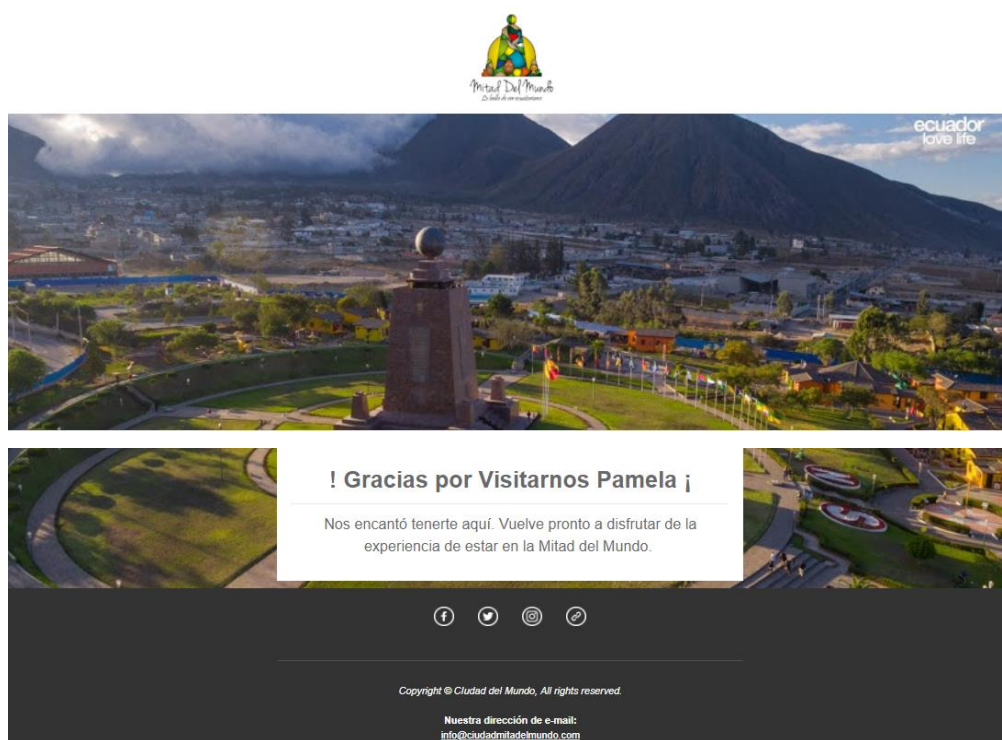 Mitad Del Mundo
ecuador
love life
! Gracias por Visitarnos Pamela ¡
Nos encantó tenerte aquí. Vuelve pronto a disfrutar de la
experiencia de estar en la Mitad del Mundo.
Copyright © CIudad del Mundo, All rights reserved.
Nuestra dirección de e-mail:
info@ciudadmitadelmundo.com